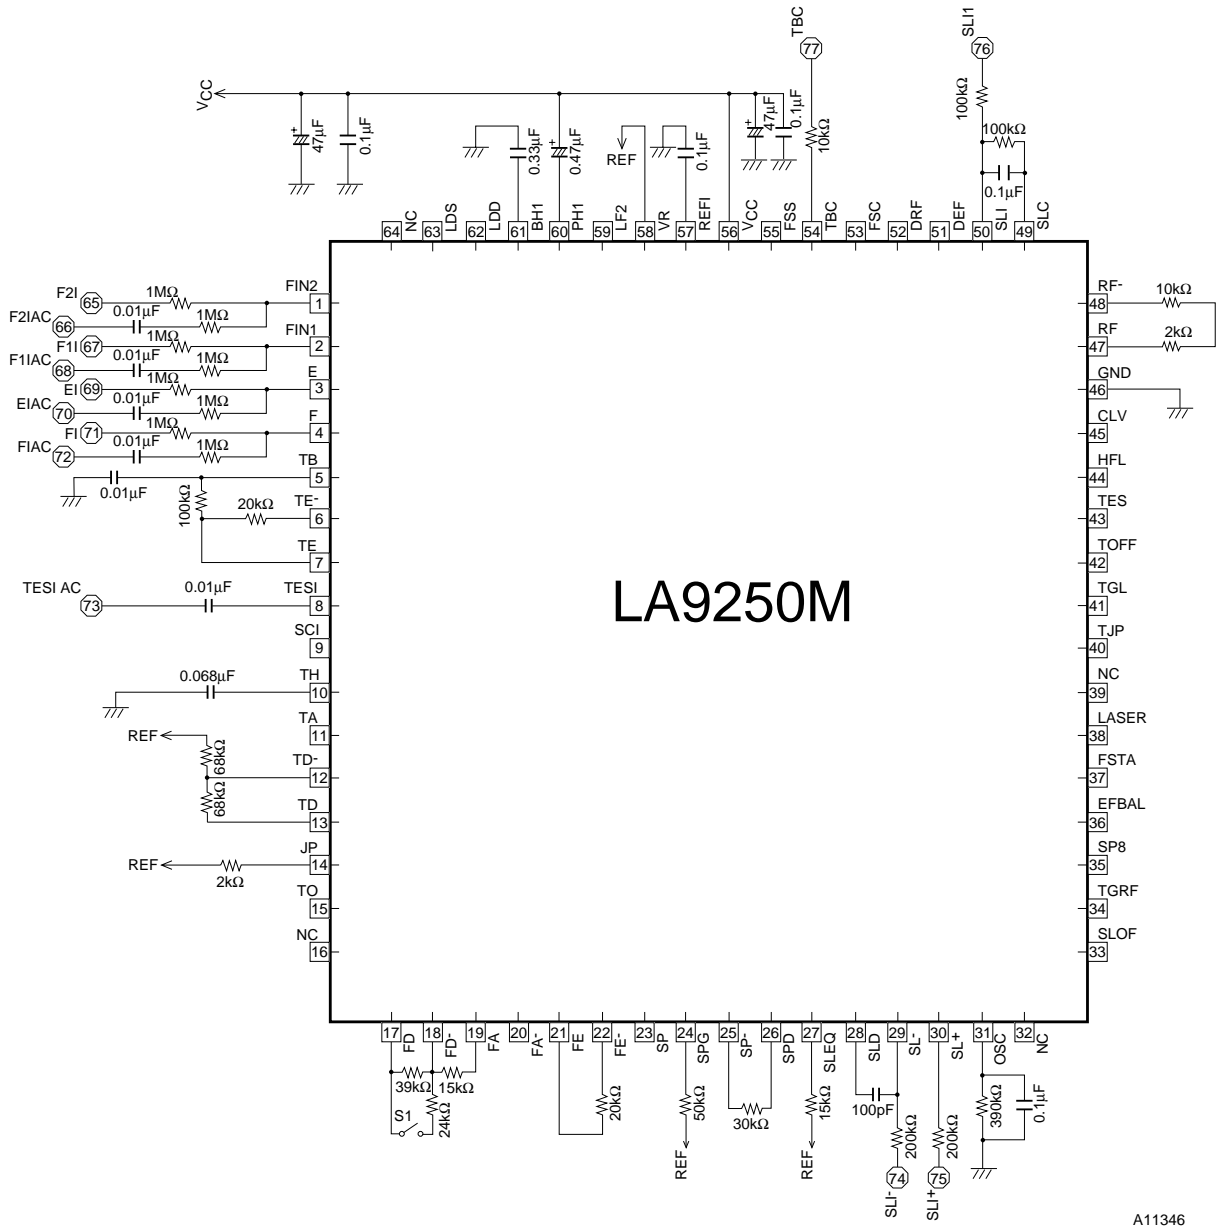 TBC
77
SLI1
76
VCC
47µF
0.1µF
0.33µF
0.47µF
REF
0.1µF
47µF
0.1µF
10kΩ
100kΩ
100kΩ
0.1µF
NC
LDS
LDD
BH1
PH1
LF2
VR
REFI
VCC
FSS
TBC
FSC
DRF
DEF
SLI
SLC
64
63
62
61
60
59
58
57
56
55
54
53
52
51
50
49
F2I
65
1MΩ
FIN2
1
F2IAC
66
0.01µF
1MΩ
F1I
67
1MΩ
FIN1
2
F1IAC
68
0.01µF
1MΩ
EI
69
1MΩ
E
3
EIAC
70
0.01µF
1MΩ
FI
71
1MΩ
F
4
FIAC
72
0.01µF
1MΩ
TB
5
0.01µF
100kΩ
20kΩ
TE-
6
TE
7
TESI AC
73
0.01µF
TESI
8
SCI
9
0.068µF
TH
10
REF
TA
11
68kΩ
TD-
12
68kΩ
TD
13
REF
2kΩ
JP
14
TO
15
NC
16
LA9250M
RF-
48
10kΩ
RF
47
2kΩ
GND
46
CLV
45
HFL
44
TES
43
TOFF
42
TGL
41
TJP
40
NC
39
LASER
38
FSTA
37
EFBAL
36
SP8
35
TGRF
34
SLOF
33
17
18
19
20
21
22
23
24
25
26
27
28
29
30
31
32
FD
FD-
FA
FA-
FE
FE-
SP
SPG
SP-
SPD
SLEQ
SLD
SL-
SL+
OSC
NC
39kΩ
15kΩ
S1
24kΩ
20kΩ
50kΩ
REF
30kΩ
15kΩ
REF
100pF
200kΩ
200kΩ
390kΩ
0.1µF
74
75
SLI-
SLI+
A11346